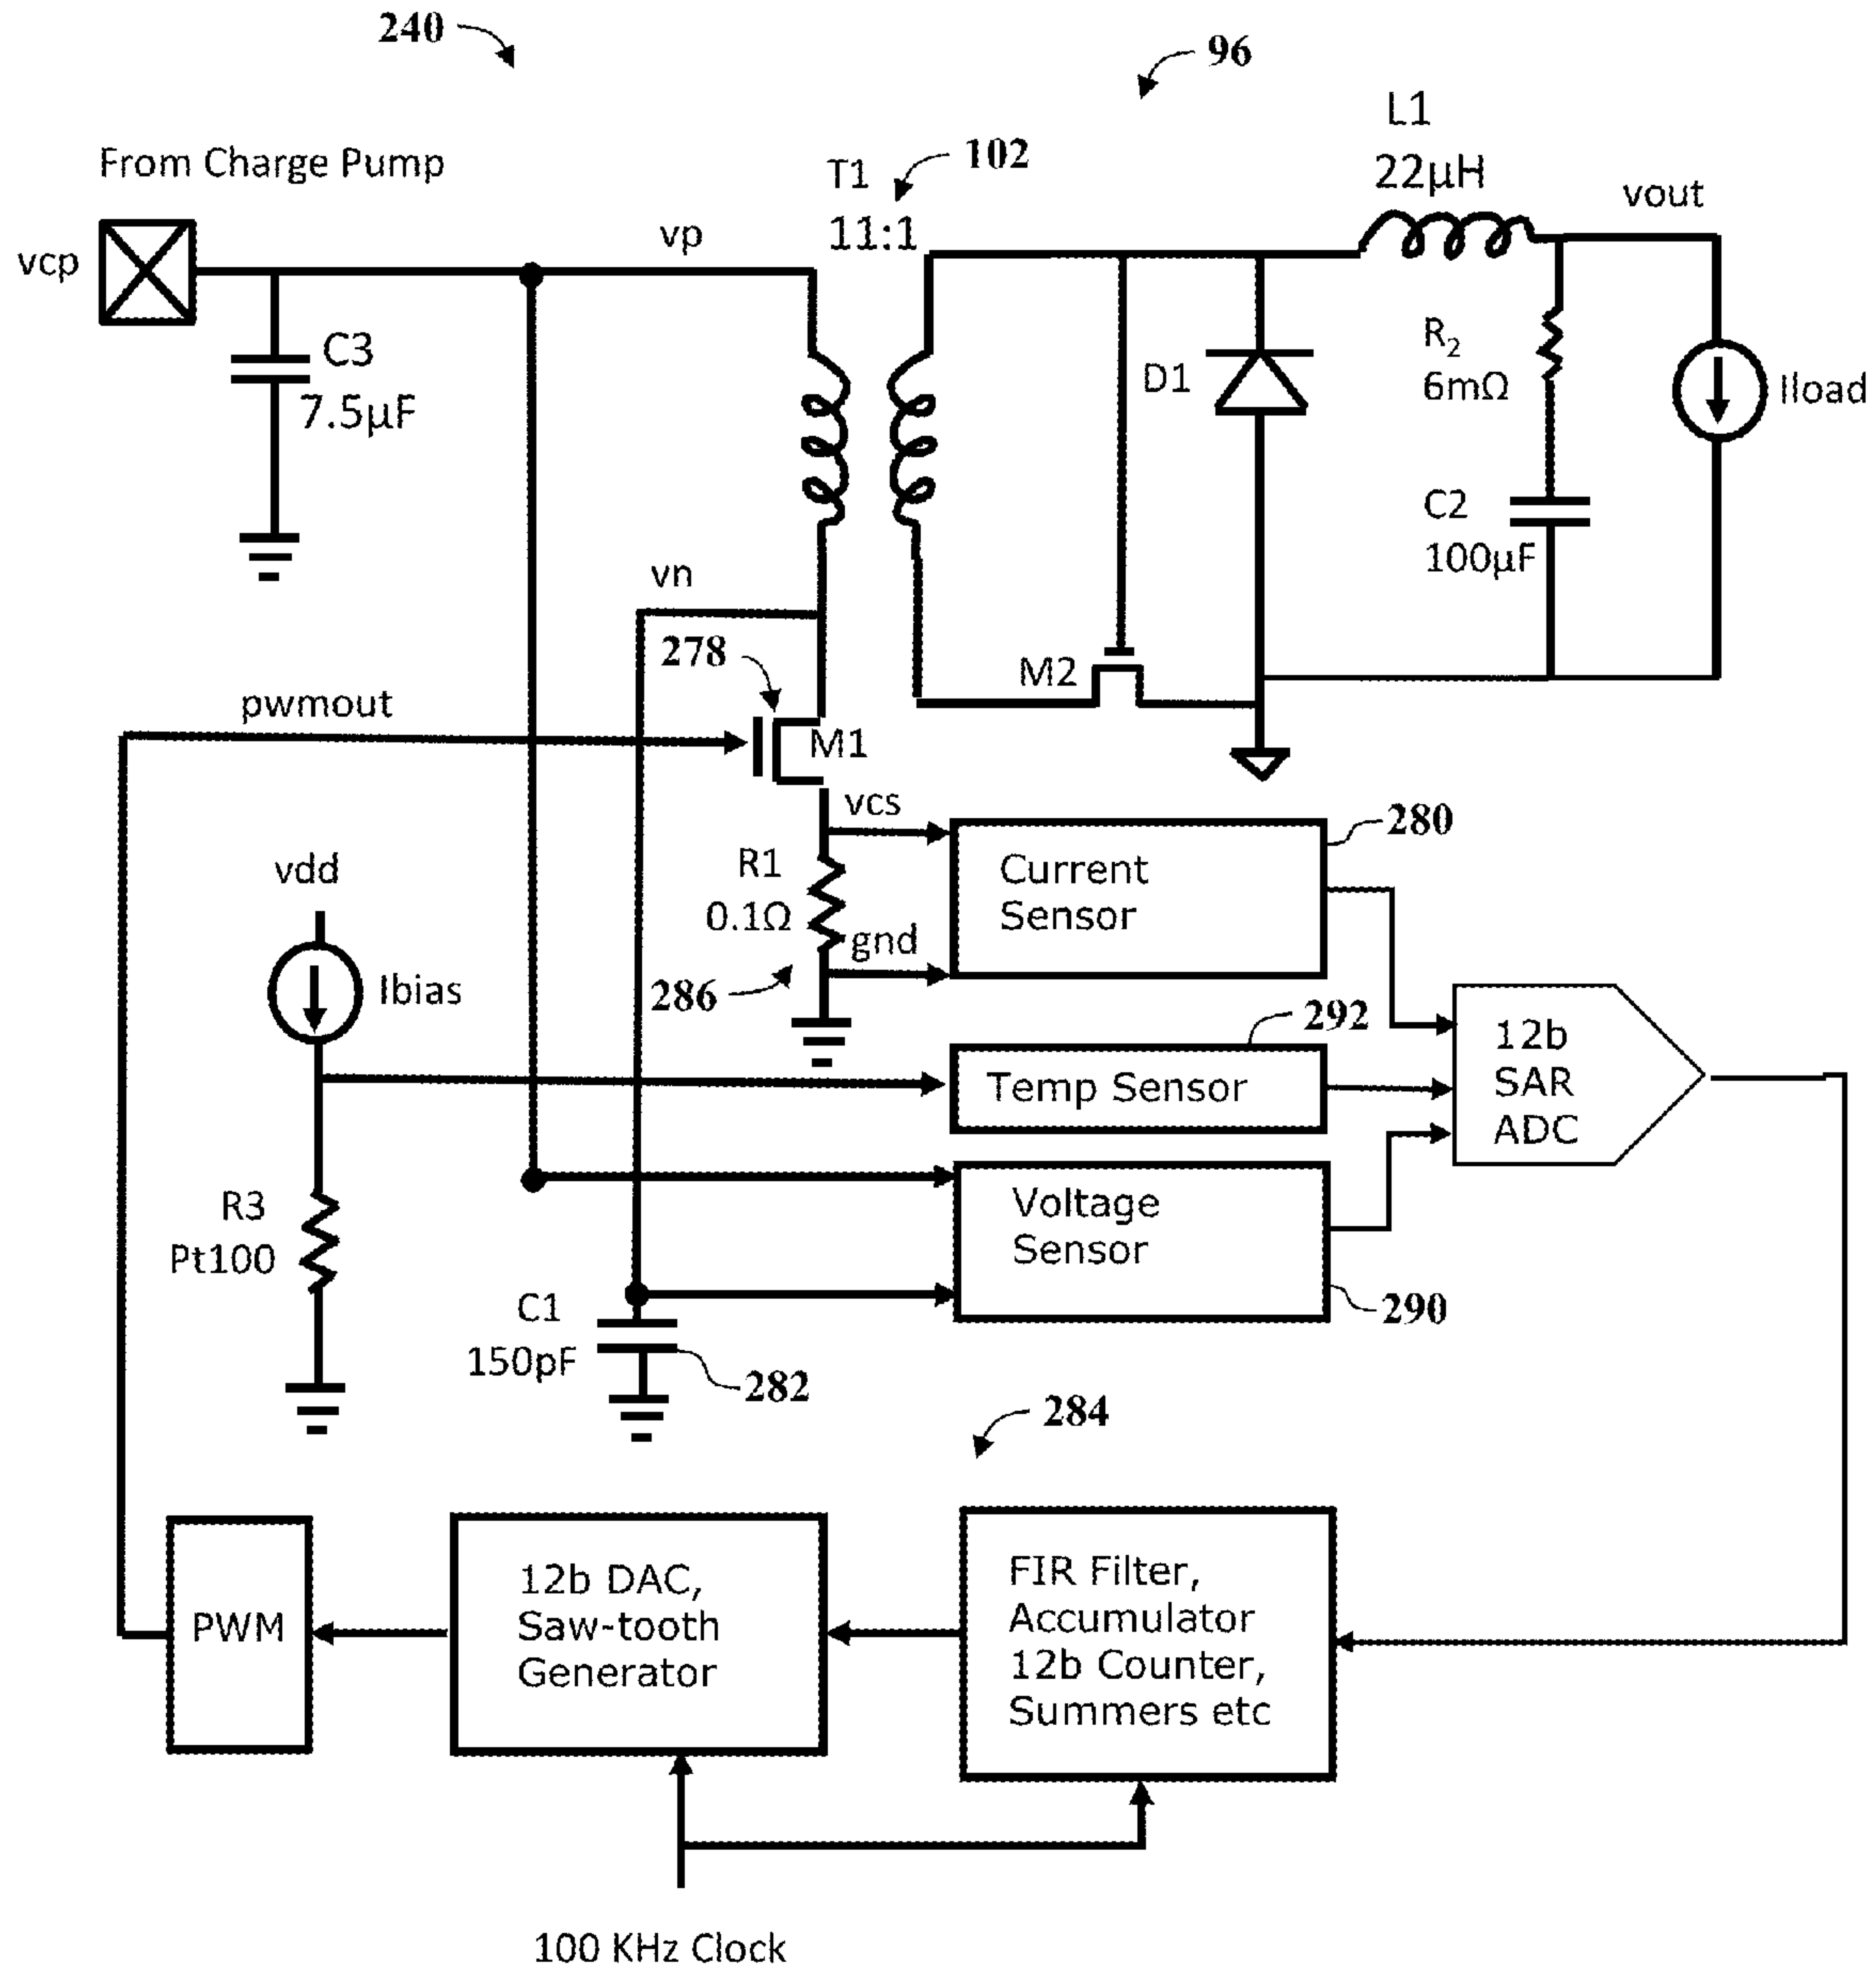 240
96
From Charge Pump
vcp
C3
7.5µF
vp
T1
11:1
102
L1
22µH
vout
R2
6mΩ
Iload
D1
C2
100µF
vn
278
M2
pwmout
M1
vcs
280
Current
Sensor
R1
0.1Ω
gnd
286
vdd
Ibias
292
Temp Sensor
12b
SAR
ADC
R3
Pt100
Voltage
Sensor
290
C1
150pF
282
284
PWM
12b DAC,
Saw-tooth
Generator
FIR Filter,
Accumulator
12b Counter,
Summers etc
100 KHz Clock